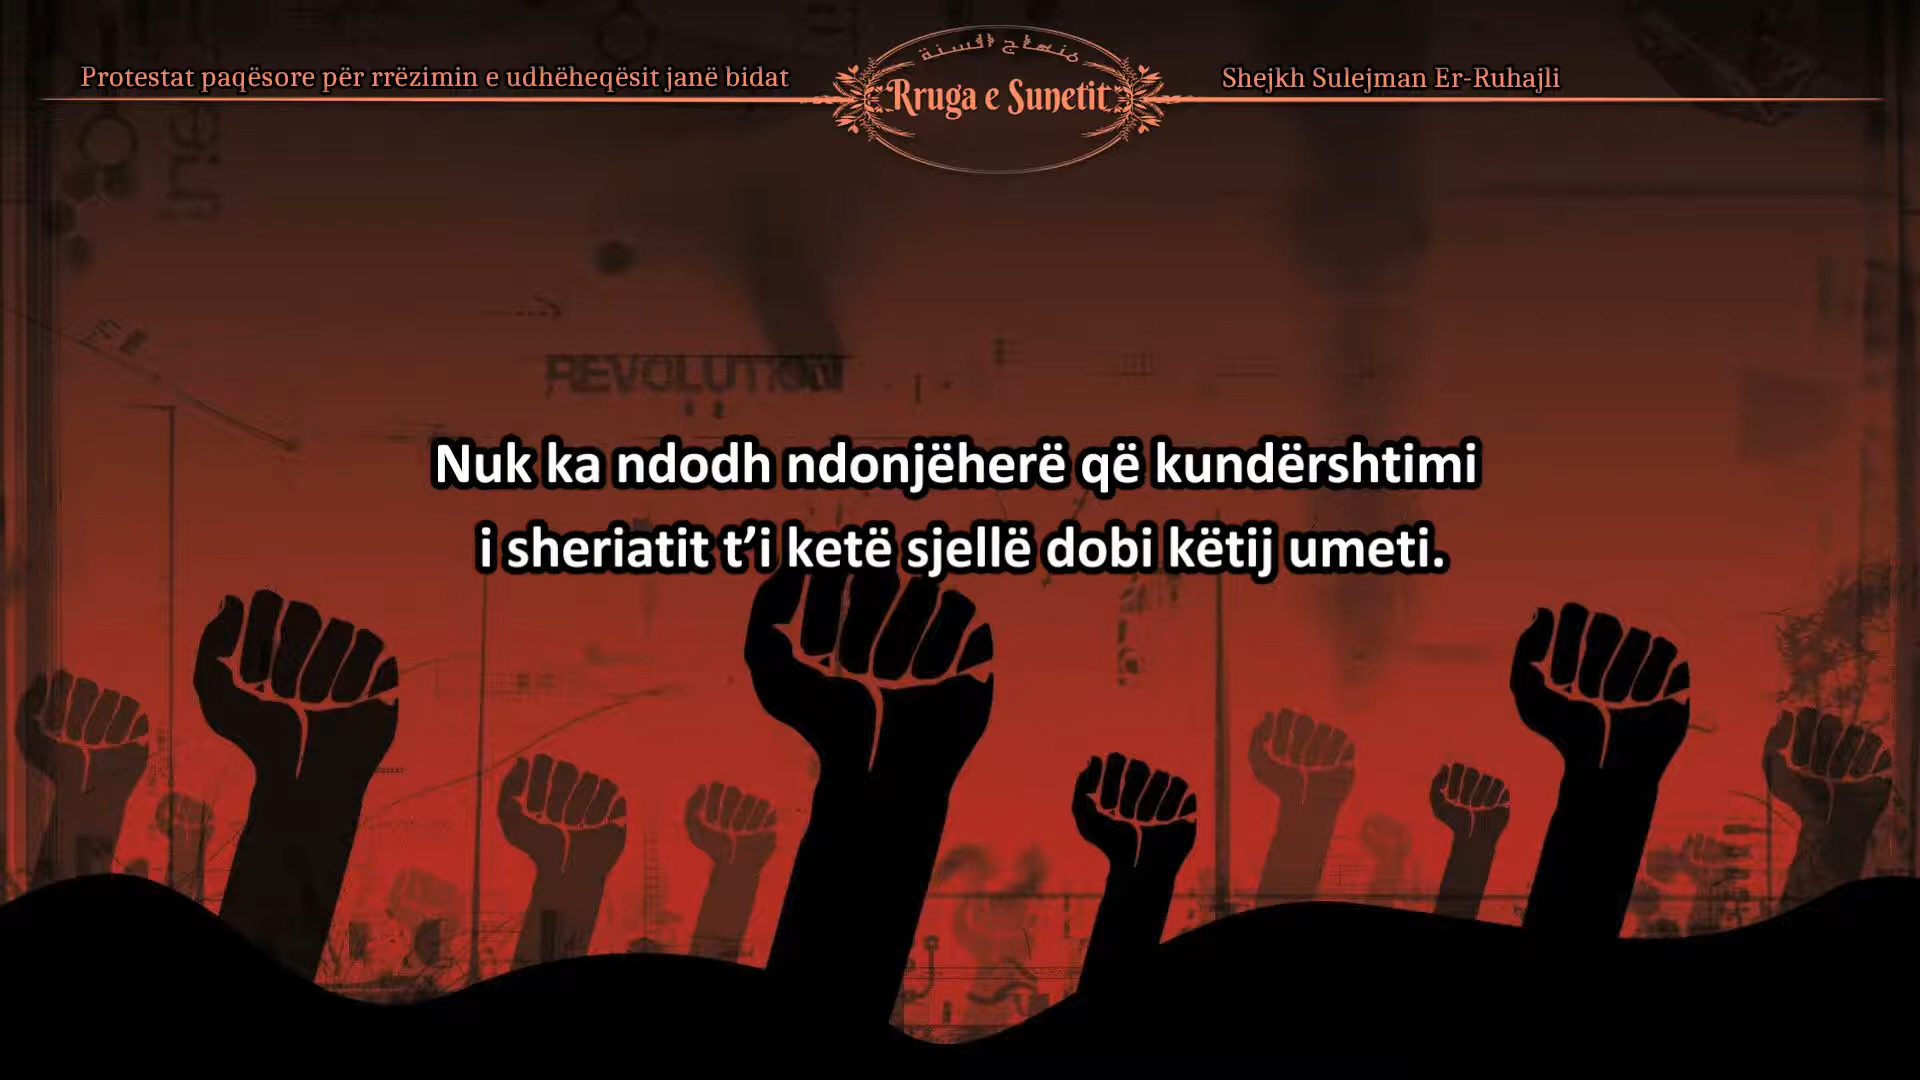 Protestat paqësore për rrëzimin e udhëheqësit janë bidat
منهاج السنة
Rruga e Sunetit
Shejkh Sulejman Er-Ruhajli
REVOLUTION
Nuk ka ndodh ndonjëherë që kundërshtimi
i sheriatit t’i ketë sjellë dobi këtij umeti.